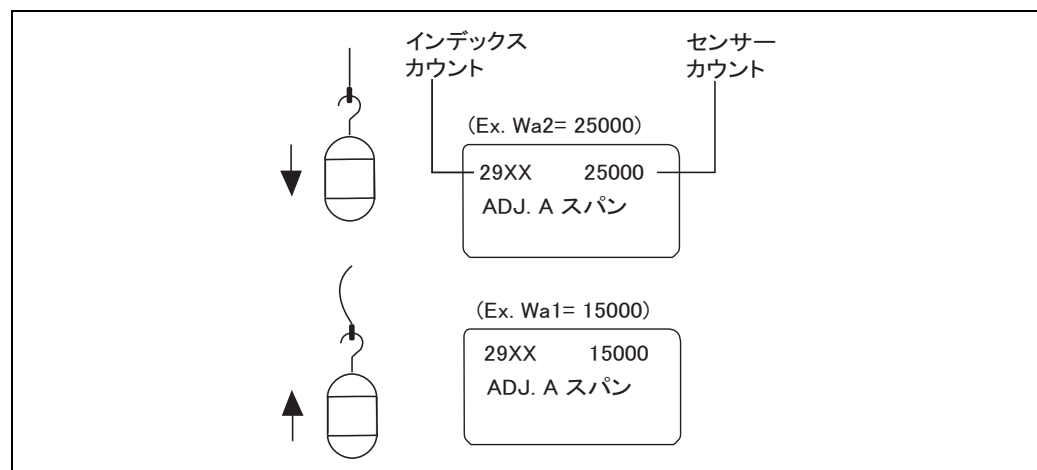 インデックス
カウント
センサー
カウント
(Ex. Wa2= 25000)
29XX 25000
ADJ. A スパン
(Ex. Wa1= 15000)
29XX 15000
ADJ. A スパン